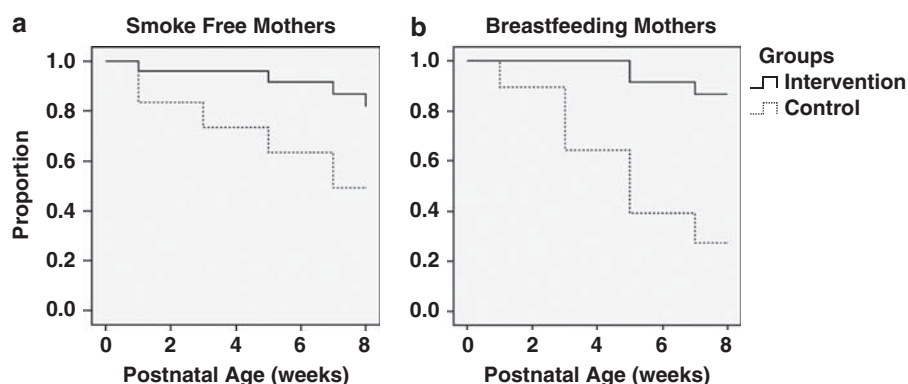 a Smoke Free Mothers
1.0
0.8
0.6
0.4
0.2
0.0
Proportion
0 2 4 6 8
Postnatal Age (weeks)
b Breastfeeding Mothers
1.0
0.8
0.6
0.4
0.2
0.0
0 2 4 6 8
Postnatal Age (weeks)
Groups
Intervention
Control